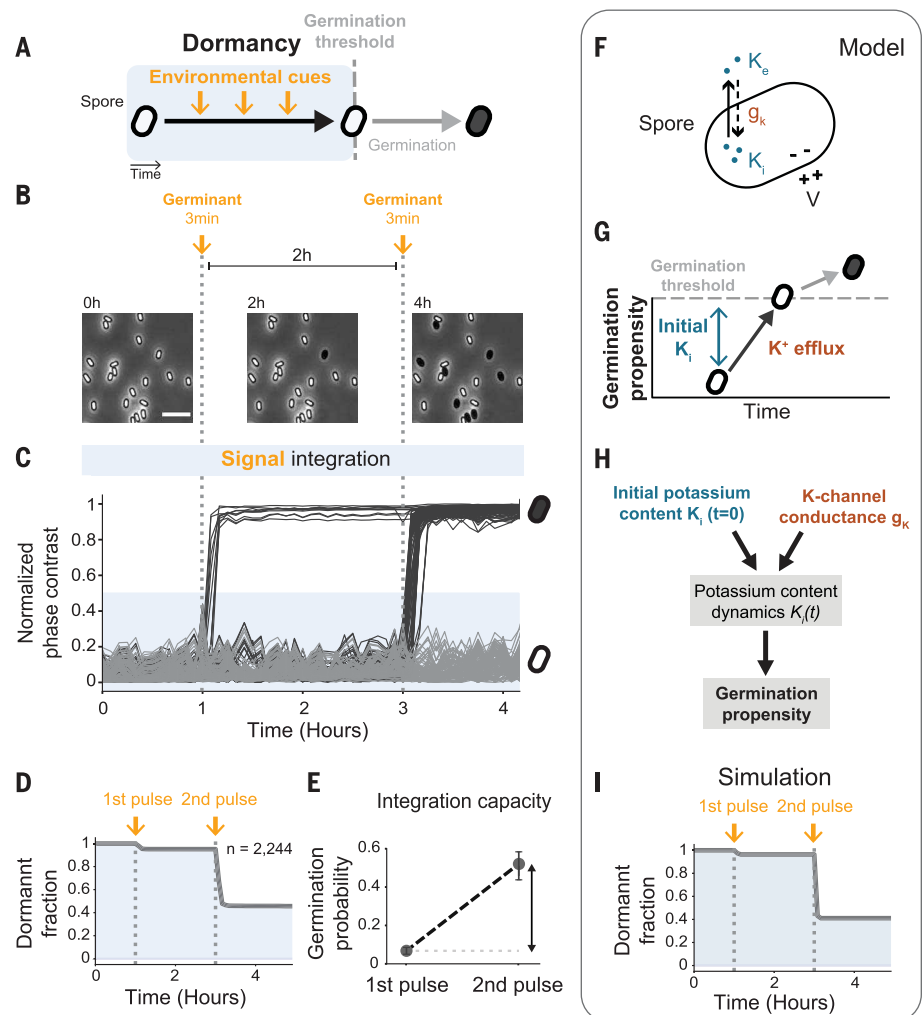 A
Dormancy
Germination
threshold
Environmental cues
Spore
Germination
Time
B
Germinant
3min
Germinant
3min
2h
0h
2h
4h
C
Signal integration
Normalized
phase contrast
1
0.8
0.6
0.4
0.2
0
0
1
2
3
4
Time (Hours)
D
1st pulse
2nd pulse
n = 2,244
Dormannt
fraction
1
0.8
0.6
0.4
0.2
0
0
2
4
Time (Hours)
E
Integration capacity
Germination
probability
0.6
0.4
0.2
0
1st pulse
2nd pulse
F
Model
Spore
Ke
gk
Ki
- -
++
V
G
Germination
threshold
Germination
propensity
Initial
Ki
K+ efflux
Time
H
Initial potassium
content Ki (t=0)
K-channel
conductance gK
Potassium content
dynamics Ki(t)
Germination
propensity
I
Simulation
1st pulse
2nd pulse
Dormannt
fraction
1
0.8
0.6
0.4
0.2
0
0
2
4
Time (Hours)